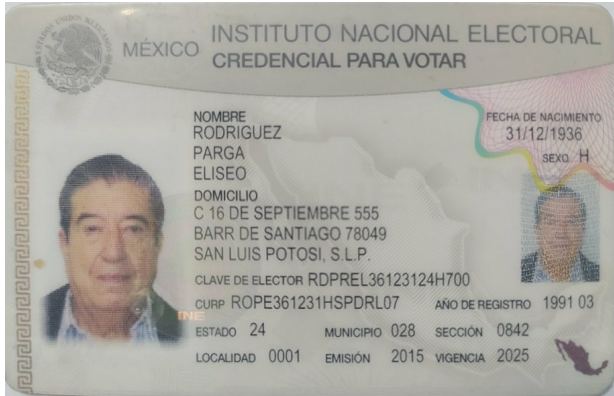 MÉXICO
INSTITUTO NACIONAL ELECTORAL
CREDENCIAL PARA VOTAR
NOMBRE
RODRIGUEZ
PARGA
ELISEO
FECHA DE NACIMIENTO
31/12/1936
SEXO H
DOMICILIO
C 16 DE SEPTIEMBRE 555
BARR DE SANTIAGO 78049
SAN LUIS POTOSI, S.L.P.
CLAVE DE ELECTOR RDPREL36123124H700
CURP ROPE361231HSPDRL07 AÑO DE REGISTRO 1991 03
INE
ESTADO 24 MUNICIPIO 028 SECCIÓN 0842
LOCALIDAD 0001 EMISIÓN 2015 VIGENCIA 2025